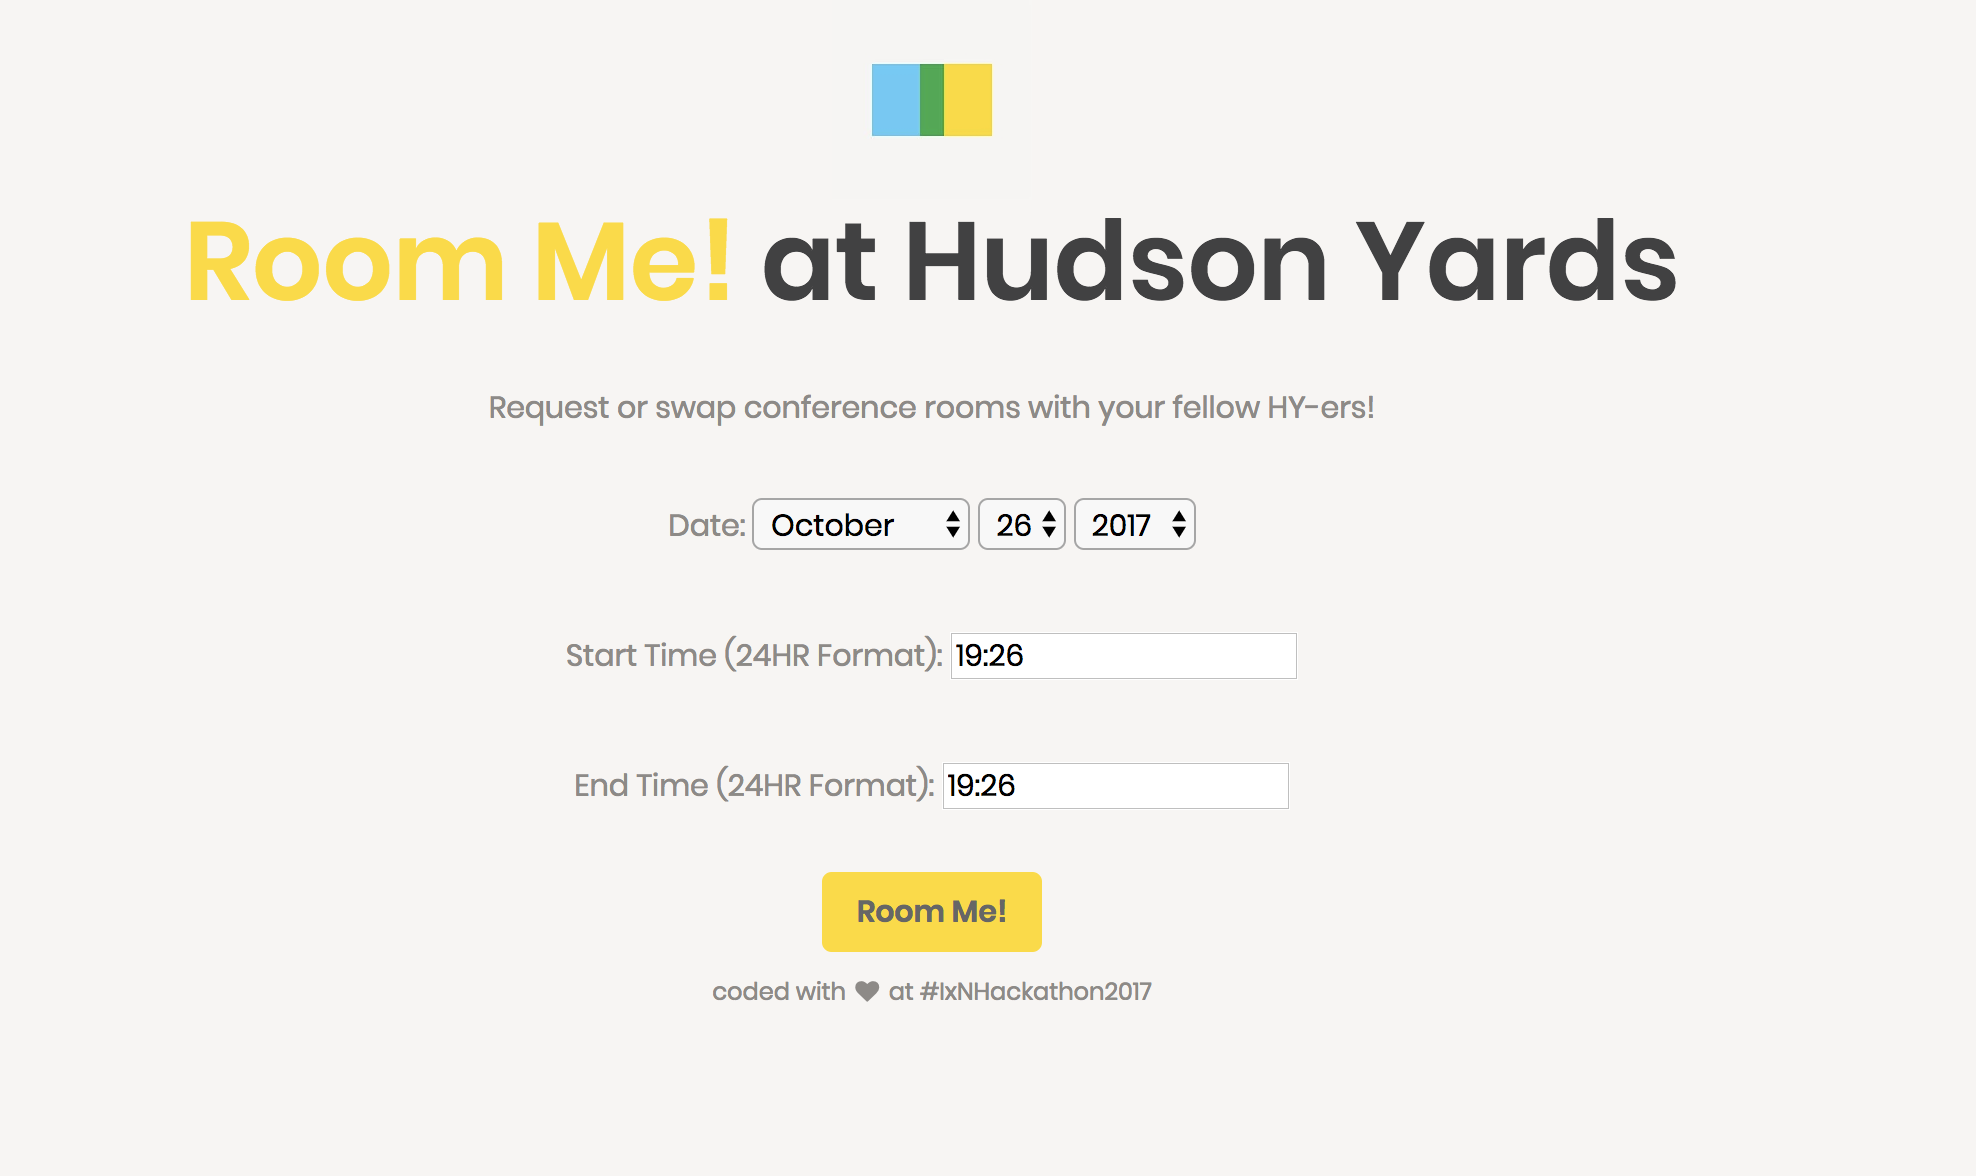 Room Me! at Hudson Yards
Request or swap conference rooms with your fellow HY-ers!
Date: October 26 2017
Start Time (24HR Format): 19:26
End Time (24HR Format): 19:26
Room Me!
coded with ♥ at #IxNHackathon2017